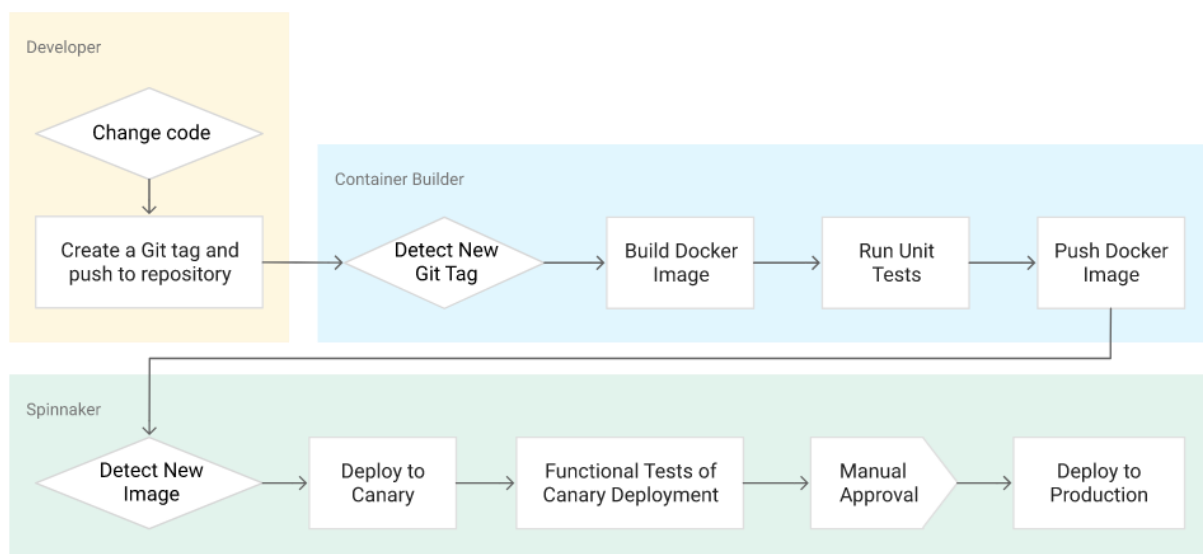 Developer
Change code
Create a Git tag and
push to repository
Container Builder
Detect New
Git Tag
Build Docker
Image
Run Unit
Tests
Push Docker
Image
Spinnaker
Detect New
Image
Deploy to
Canary
Functional Tests of
Canary Deployment
Manual
Approval
Deploy to
Production